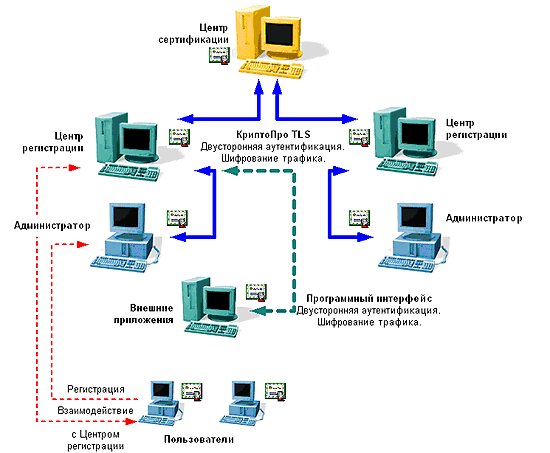 Центр
сертификации
Центр
регистрации
КриптоПро TLS
Двусторонняя аутентификация.
Шифрование трафика.
Центр
регистрации
Администратор
Администратор
Внешние
приложения
Программный интерфейс
Двусторонняя аутентификация.
Шифрование трафика.
Регистрация
Взаимодействие
с Центром
регистрации
Пользователи